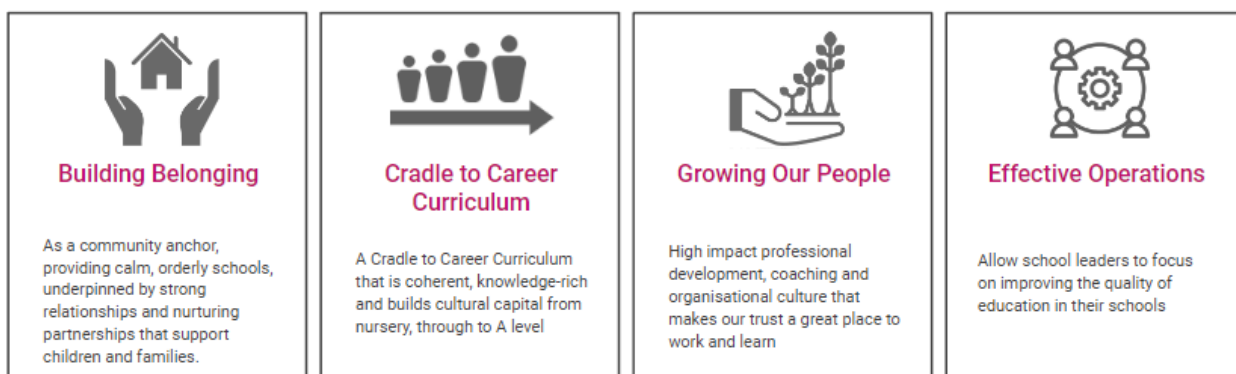 Building Belonging
As a community anchor,
providing calm, orderly schools,
underpinned by strong
relationships and nurturing
partnerships that support
children and families.
Cradle to Career
Curriculum
A Cradle to Career Curriculum
that is coherent, knowledge-rich
and builds cultural capital from
nursery, through to A level
Growing Our People
High impact professional
development, coaching and
organisational culture that
makes our trust a great place to
work and learn
Effective Operations
Allow school leaders to focus
on improving the quality of
education in their schools